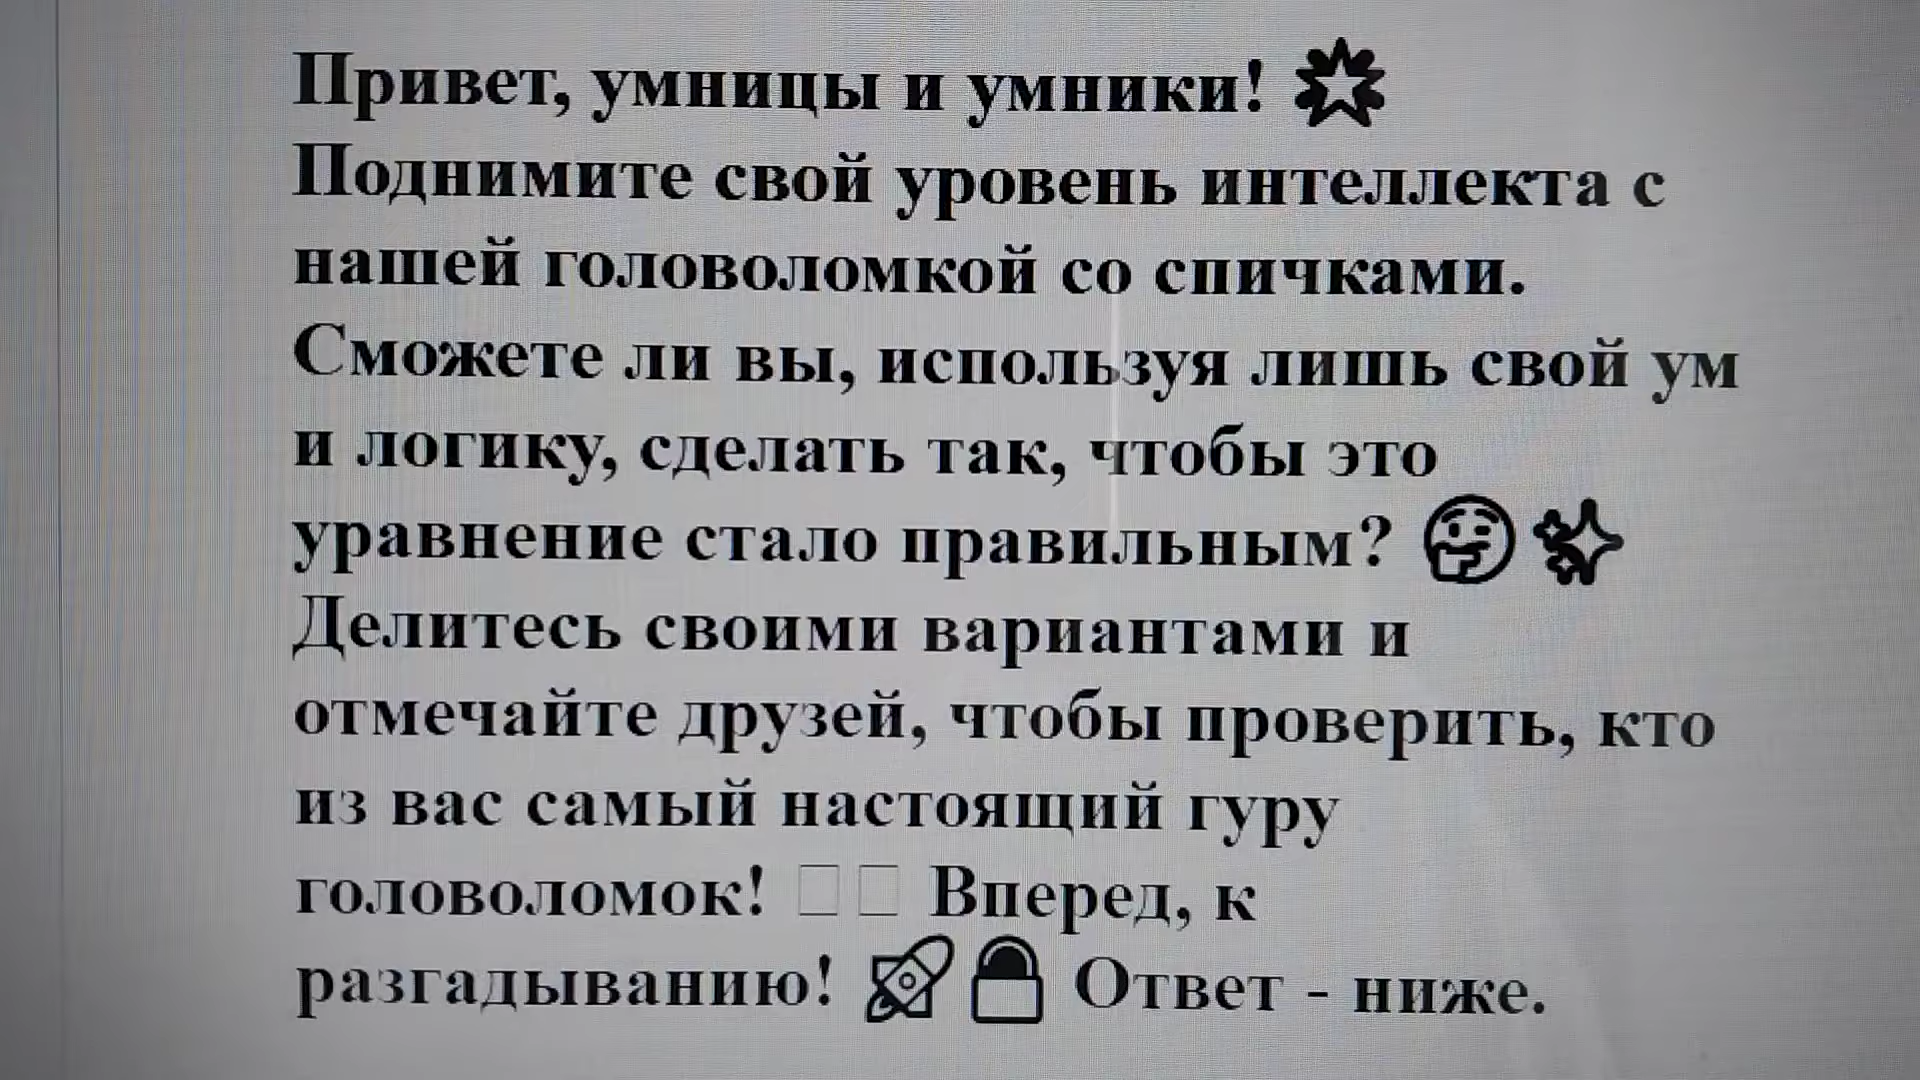 Привет, умницы и умники!
Поднимите свой уровень интеллекта с
нашей головоломкой со спичками.
Сможете ли вы, используя лишь свой ум
и логику, сделать так, чтобы это
уравнение стало правильным?
Делитесь своими вариантами и
отмечайте друзей, чтобы проверить, кто
из вас самый настоящий гуру
головоломок! Вперед, к
разгадыванию! Ответ - ниже.